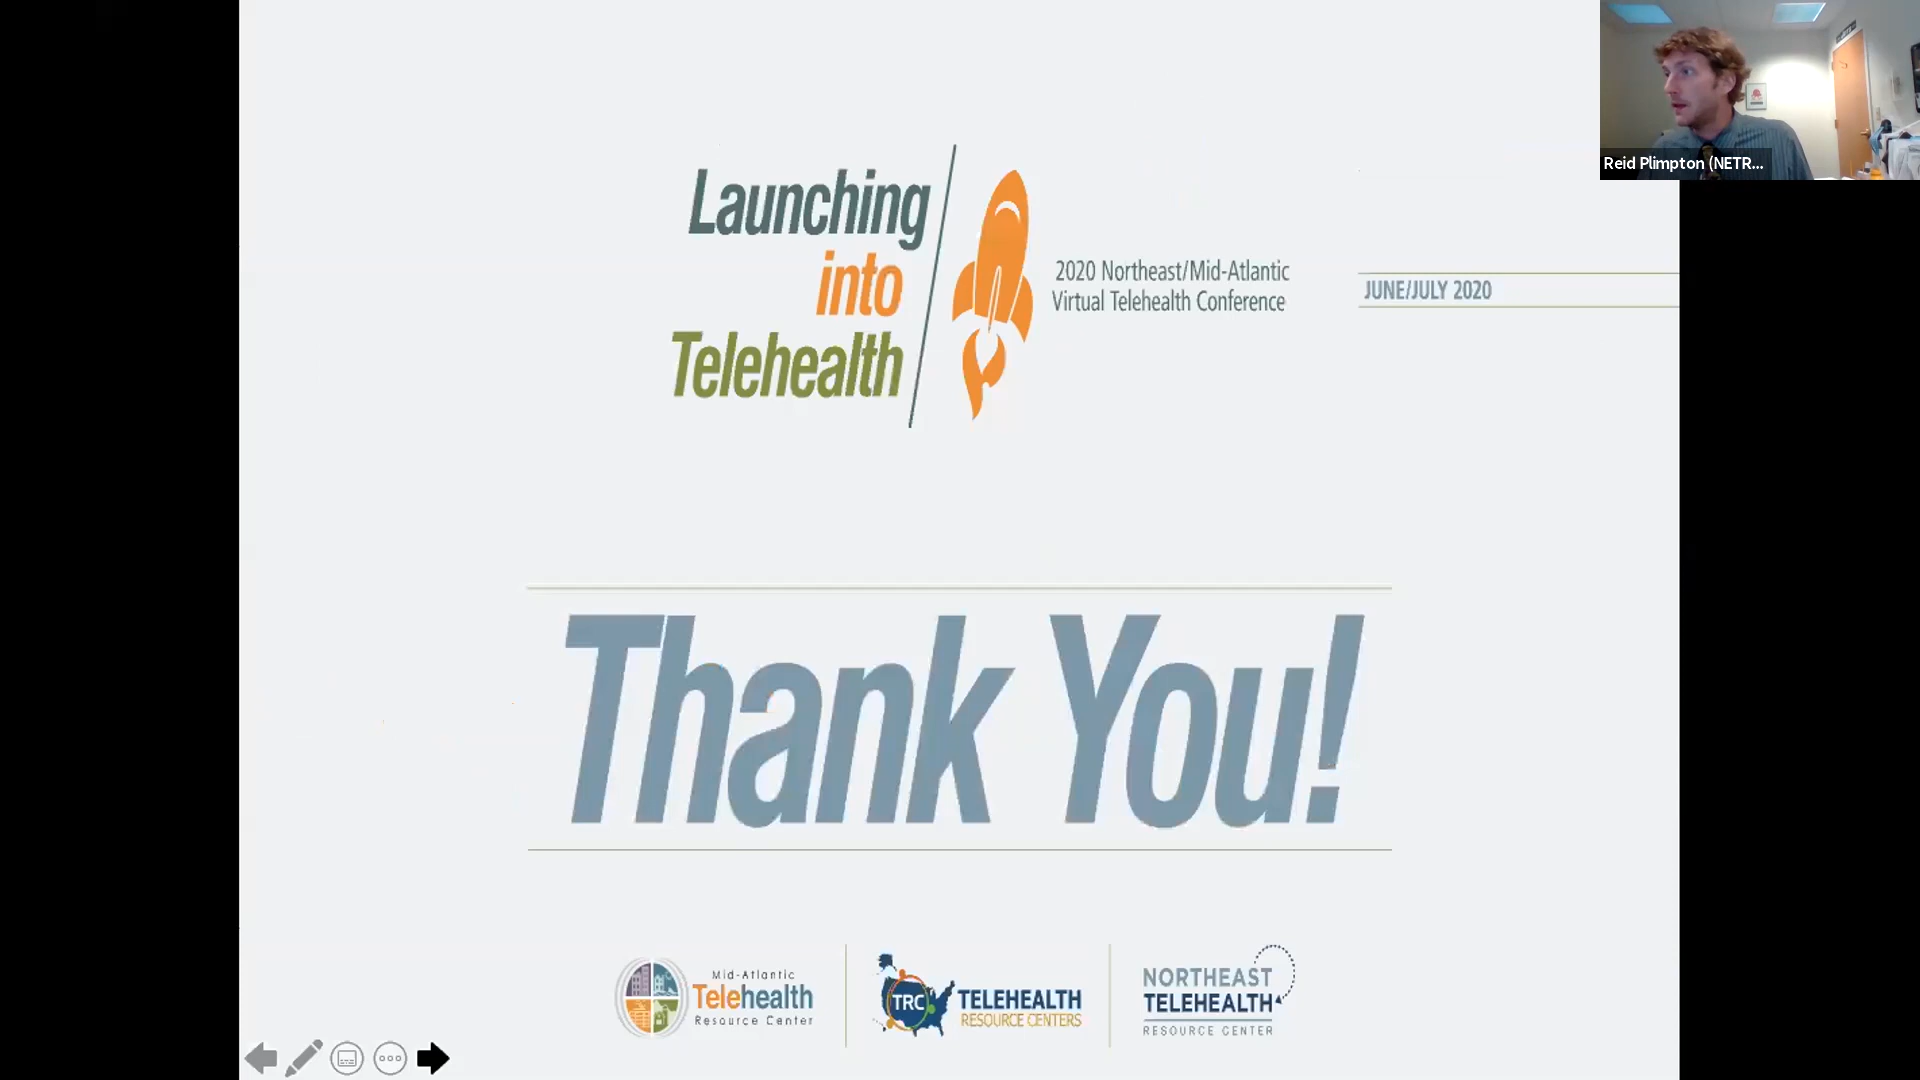 Launching
into
Telehealth
2020 Northeast/Mid-Atlantic
Virtual Telehealth Conference
JUNE/JULY 2020
Reid Plimpton (NETR...
Thank You!
Mid-Atlantic
Telehealth
Resource Center
TRC
TELEHEALTH
RESOURCE CENTERS
NORTHEAST
TELEHEALTH
RESOURCE CENTER